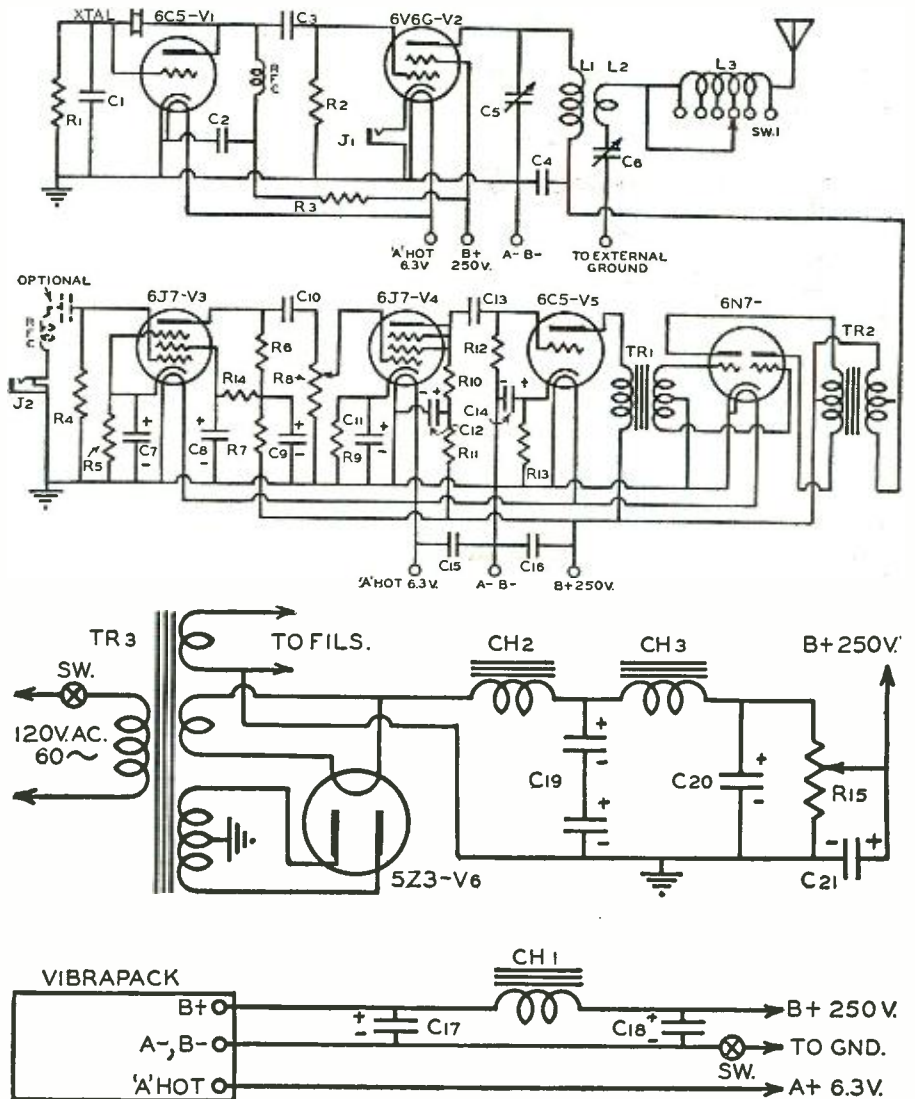 XTAL
6C5-V1
C3
6V6G-V2
R1
C1
C2
RFC
R2
J1
C5
L1
L2
L3
SW.1
C4
C6
R3
'A' HOT
6.3V.
B+
250V.
A- B-
TO EXTERNAL
GROUND
OPTIONAL
RFC
J2
R4
6J7-V3
C10
6J7-V4
C13
6C5-V5
6N7-
R5
C7
+
-
C8
+
-
R14
R6
R7
R8
C9
+
-
C11
R9
+
-
-
+
C12
R10
R11
R12
-
+
C14
R13
TR1
TR2
C15
C16
'A' HOT 6.3V.
A- B-
B+250V.
TR3
SW.
120V.AC.
60~
TO FILS.
5Z3-V6
CH2
CH3
C19
+
-
+
-
C20
+
-
R15
B+250V.
-
+
C21
VIBRAPACK
B+
A-,B-
'A' HOT
+
-
C17
CH1
C18
+
-
SW.
B+ 250 V.
TO GND.
A+ 6.3V.